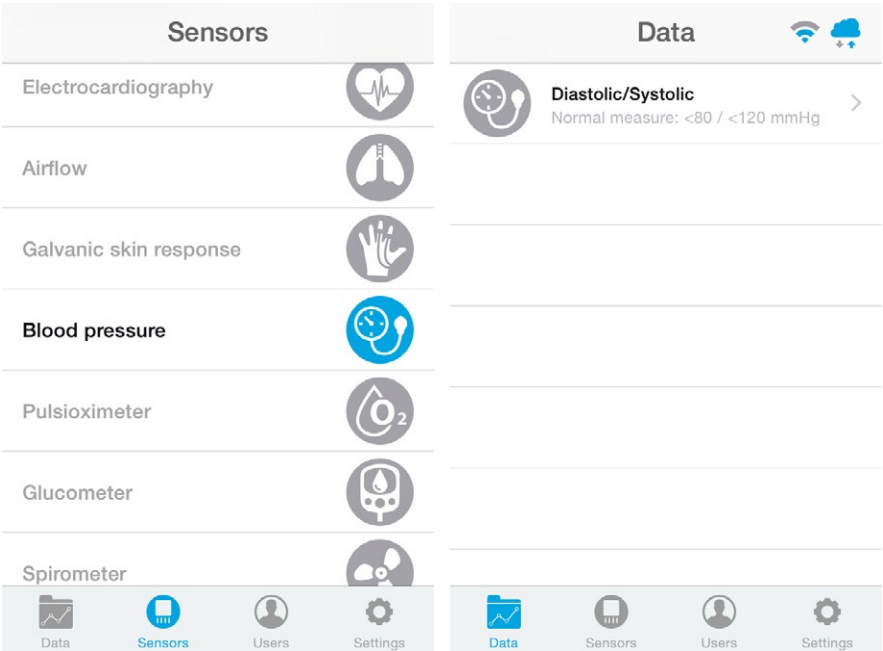 Sensors
Electrocardiography
Airflow
Galvanic skin response
Blood pressure
Pulsioximeter
O2
Glucometer
Spirometer
Data
Sensors
Users
Settings
Data
Diastolic/Systolic
Normal measure: <80 / <120 mmHg
Data
Sensors
Users
Settings